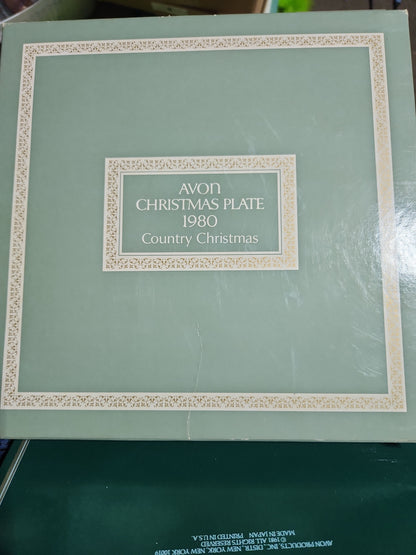 AVON
CHRISTMAS PLATE
1980
Country Christmas
AVON PRODUCTS, INC., DISTR., NEW YORK, NEW YORK 10019
© 1981 ALL RIGHTS RESERVED
MADE IN JAPAN PRINTED IN U.S.A.